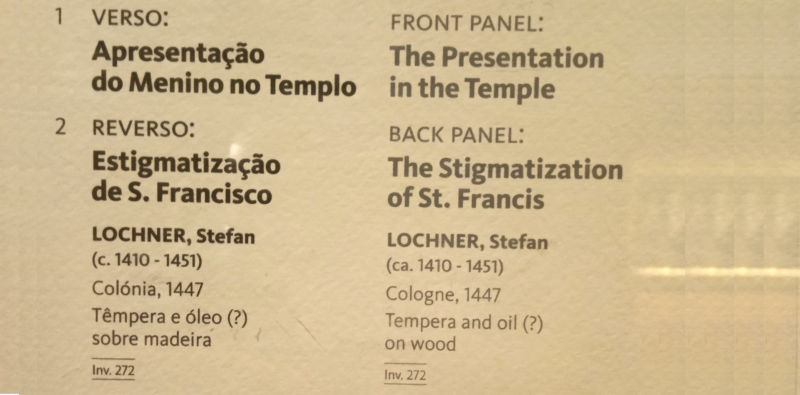 1 VERSO:
Apresentação
do Menino no Templo
2 REVERSO:
Estigmatização
de S. Francisco
LOCHNER, Stefan
(c. 1410 - 1451)
Colónia, 1447
Têmpera e óleo (?)
sobre madeira
Inv. 272
FRONT PANEL:
The Presentation
in the Temple
BACK PANEL:
The Stigmatization
of St. Francis
LOCHNER, Stefan
(ca. 1410 - 1451)
Cologne, 1447
Tempera and oil (?)
on wood
Inv. 272